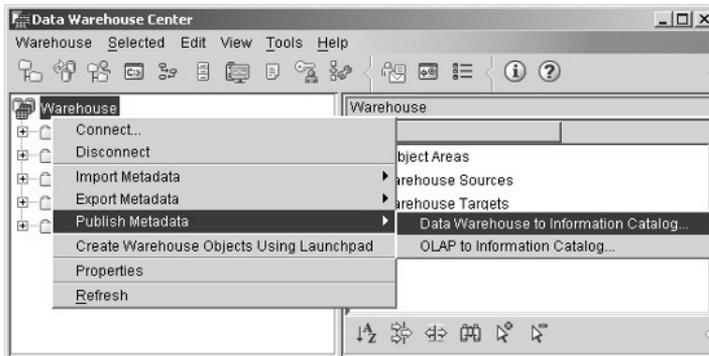 Data Warehouse Center
Warehouse Selected Edit View Tools Help
Warehouse
Warehouse
Connect...
Disconnect
Import Metadata
Export Metadata
Publish Metadata
Create Warehouse Objects Using Launchpad
Properties
Refresh
bject Areas
arehouse Sources
arehouse Targets
Data Warehouse to Information Catalog...
OLAP to Information Catalog...